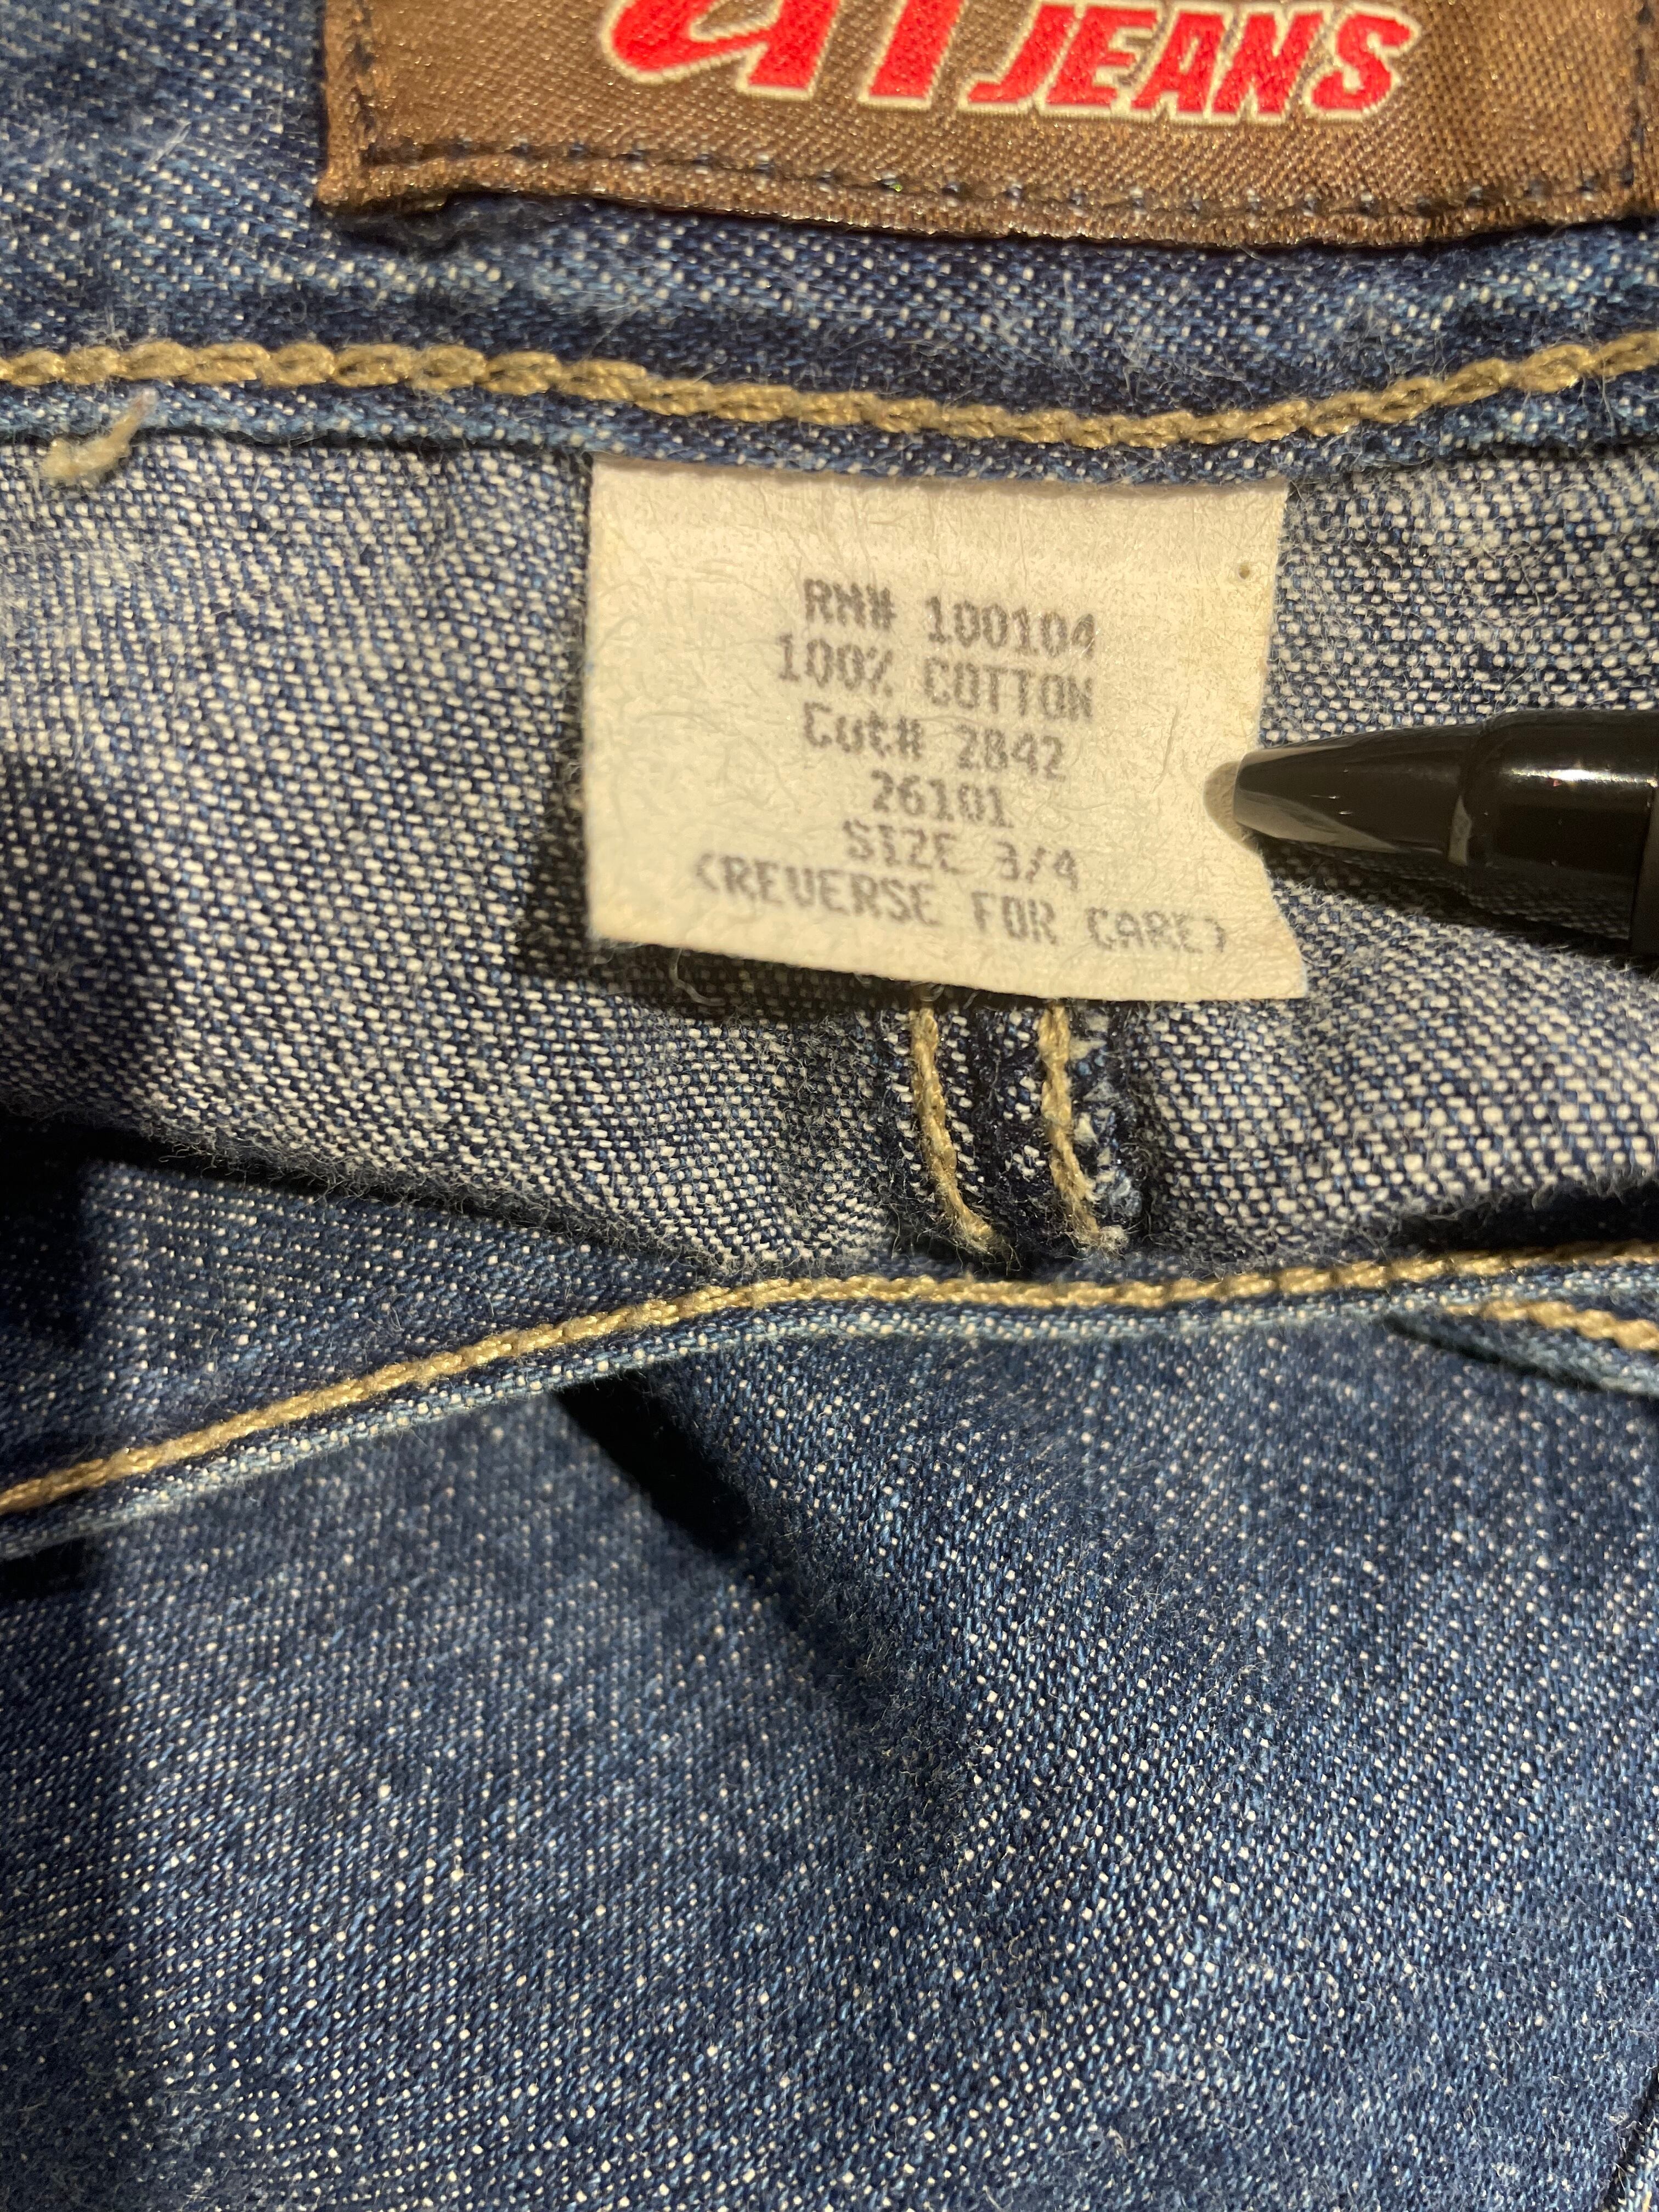 JEANS
RN# 100104
100% COTTON
Cut# 2842
26101
SIZE 3/4
(REVERSE FOR CARE)